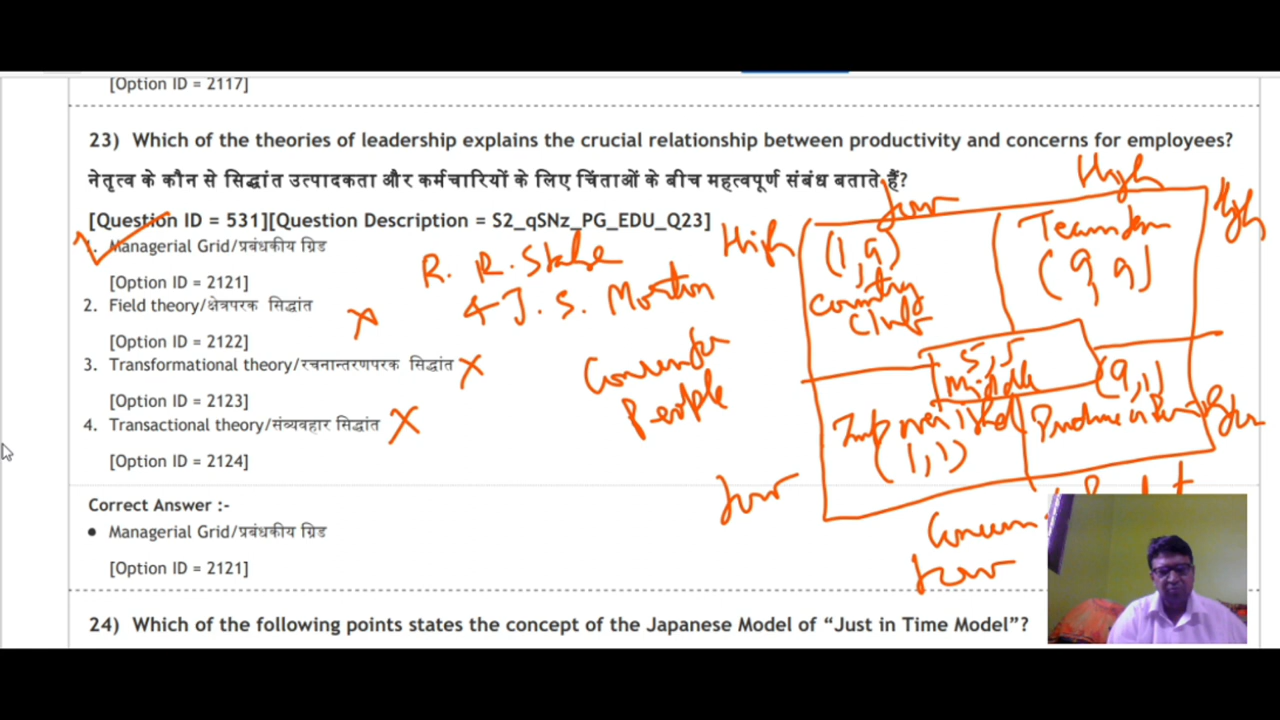 [Option ID = 2117]
23) Which of the theories of leadership explains the crucial relationship between productivity and concerns for employees?
नेतृत्व के कौन से सिद्धांत उत्पादकता और कर्मचारियों के लिए चिंताओं के बीच महत्वपूर्ण संबंध बताते हैं?
[Question ID = 531][Question Description = S2_qSNz_PG_EDU_Q23]
1. Managerial Grid/प्रबंधकीय ग्रिड
[Option ID = 2121]
2. Field theory/क्षेत्रपरक सिद्धांत
[Option ID = 2122]
3. Transformational theory/रचनान्तरणपरक सिद्धांत
[Option ID = 2123]
4. Transactional theory/संव्यवहार सिद्धांत
[Option ID = 2124]
Correct Answer :-
• Managerial Grid/प्रबंधकीय ग्रिड
[Option ID = 2121]
24) Which of the following points states the concept of the Japanese Model of “Just in Time Model”?
R. R.
& J. S. Morton
Concern for
People
High
Low
High
High
(1,9)
Country
Club
Team
(9,9)
5,5
Middle
(9,1)
Impoverished
(1,1)
Low
Low
Concern
Low